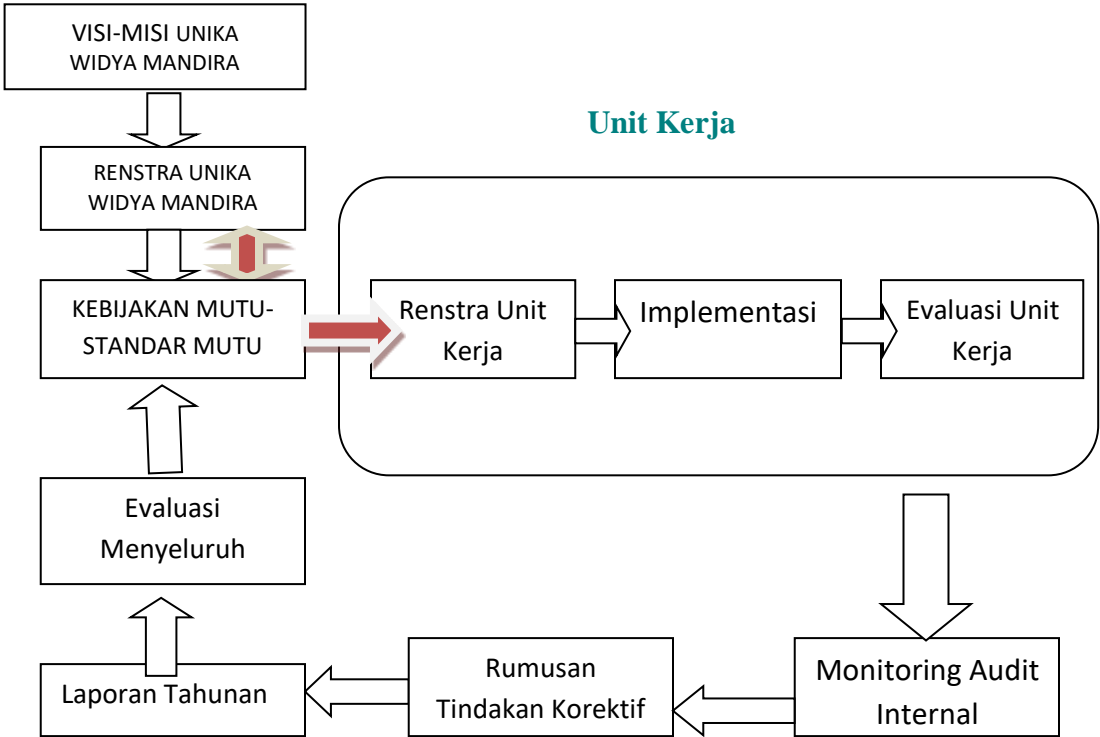 VISI-MISI UNIKA
WIDYA MANDIRA
Unit Kerja
RENSTRA UNIKA
WIDYA MANDIRA
KEBIJAKAN MUTU-
STANDAR MUTU
Renstra Unit
Kerja
Implementasi
Evaluasi Unit
Kerja
Evaluasi
Menyeluruh
Laporan Tahunan
Rumusan
Tindakan Korektif
Monitoring Audit
Internal